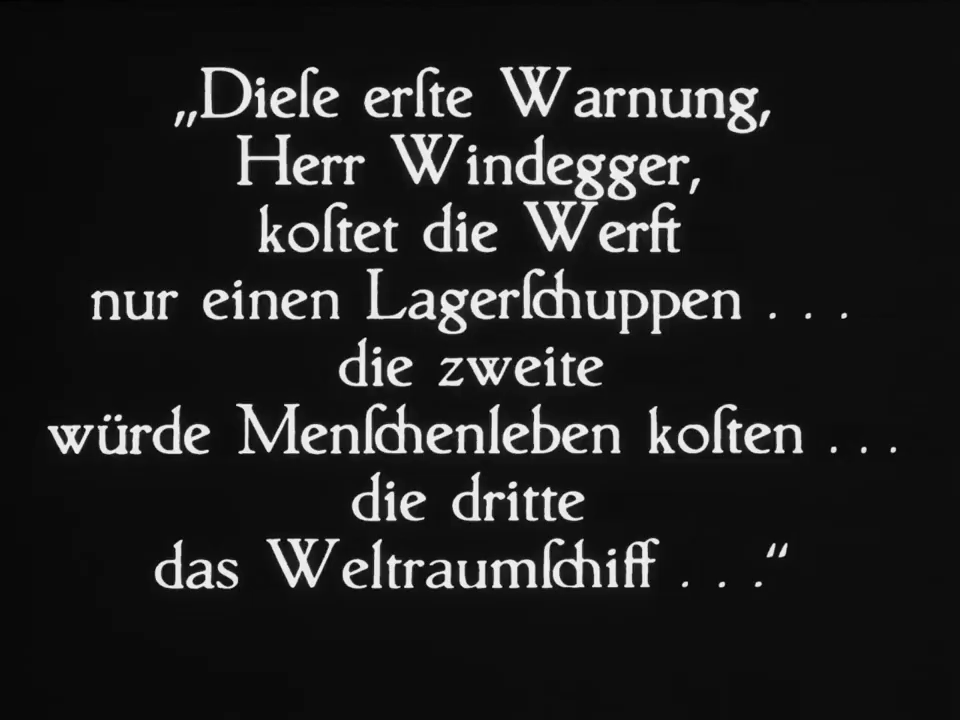 „Dieſe erſte Warnung,
Herr Windegger,
koſtet die Werft
nur einen Lagerſchuppen . . .
die zweite
würde Menſchenleben koſten . . .
die dritte
das Weltraumſchiff . . .“